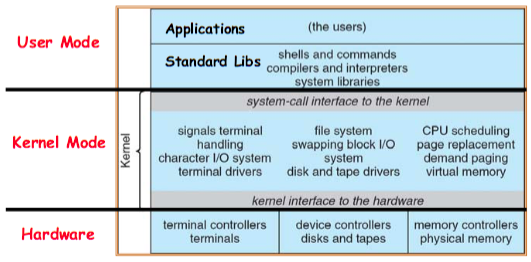 User Mode
Applications (the users)
Standard Libs shells and commands
compilers and interpreters
system libraries
Kernel Mode
Kernel
system-call interface to the kernel
signals terminal
handling
character I/O system
terminal drivers
file system
swapping block I/O
system
disk and tape drivers
CPU scheduling
page replacement
demand paging
virtual memory
kernel interface to the hardware
Hardware
terminal controllers
terminals
device controllers
disks and tapes
memory controllers
physical memory